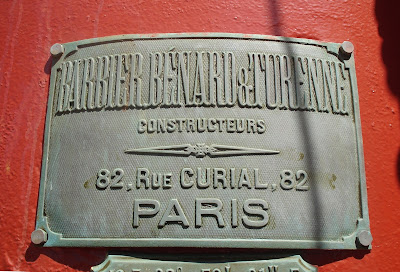 BARBIER, BÉNARD & TURENNE
CONSTRUCTEURS
82, RUE CURIAL, 82
PARIS